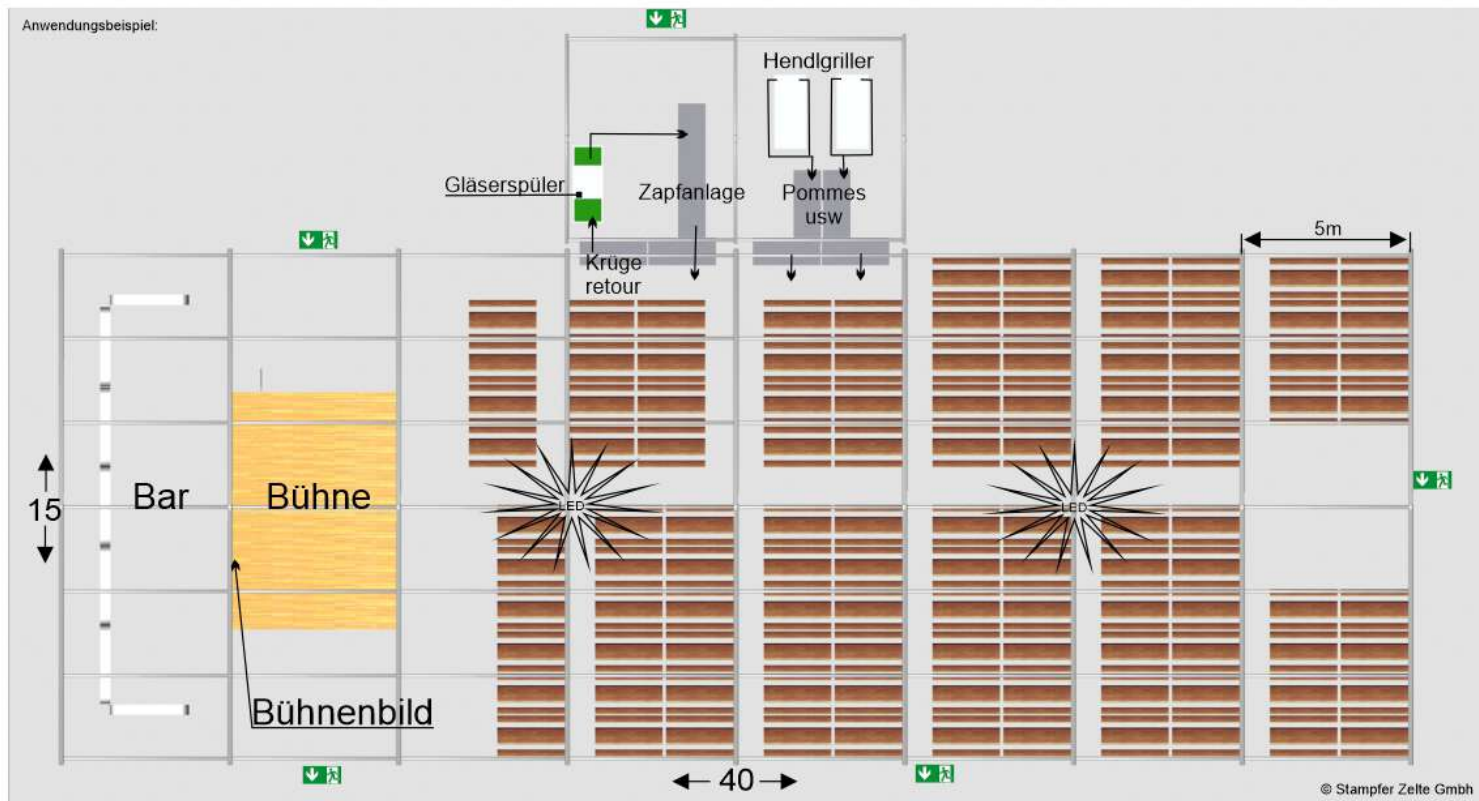 Anwendungsbeispiel:
Hendlgriller
Gläserspüler
Zapfanlage
Pommes
usw
5m
Krüge
retour
15
Bar
Bühne
LED
LED
Bühnenbild
40
© Stampfer Zelte Gmbh